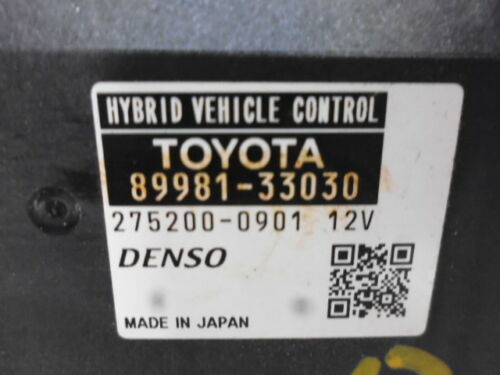 HYBRID VEHICLE CONTROL
TOYOTA
89981-33030
275200-0901 12V
DENSO
MADE IN JAPAN